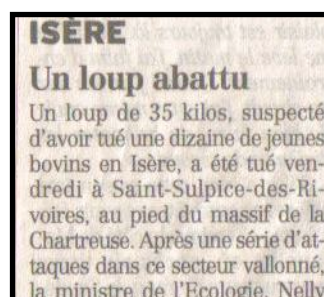 ISÈRE
Un loup abattu
Un loup de 35 kilos, suspecté
d'avoir tué une dizaine de jeunes
bovins en Isère, a été tué ven-
dredi à Saint-Sulpice-des-Ri-
voires, au pied du massif de la
Chartreuse. Après une série d'at-
taques dans ce secteur vallonné,
la ministre de l'Ecologie, Nelly